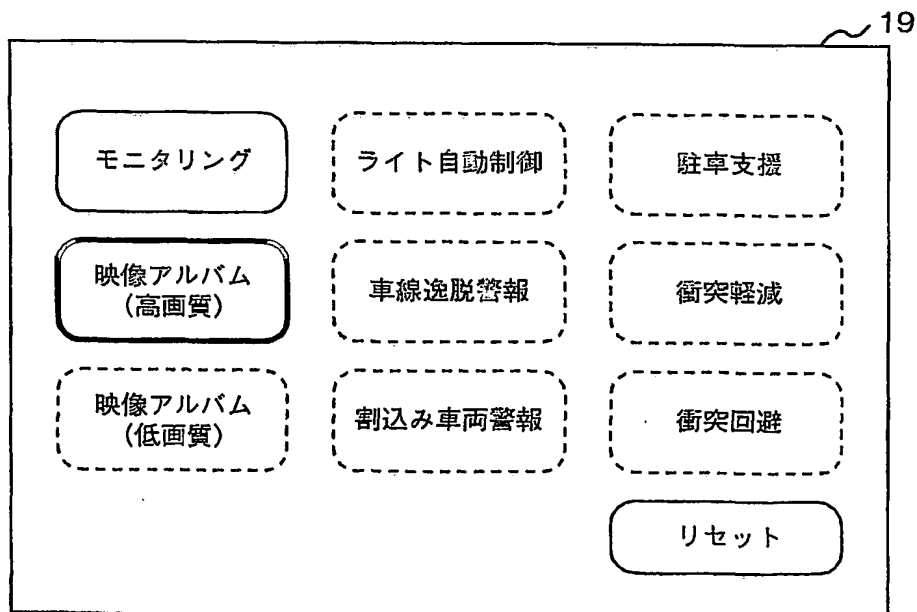 19
モニタリング
ライト自動制御
駐車支援
映像アルバム
(高画質)
車線逸脱警報
衝突軽減
映像アルバム
(低画質)
割込み車両警報
衝突回避
リセット